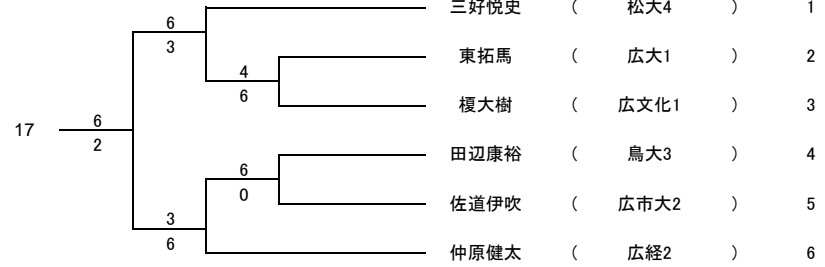 三好悦史 ( 松大4 ) 1
6
3
東拓馬 ( 広大1 ) 2
4
6
榎大樹 ( 広文化1 ) 3
17
6
2
田辺康裕 ( 鳥大3 ) 4
6
0
佐道伊吹 ( 広市大2 ) 5
3
6
仲原健太 ( 広経2 ) 6